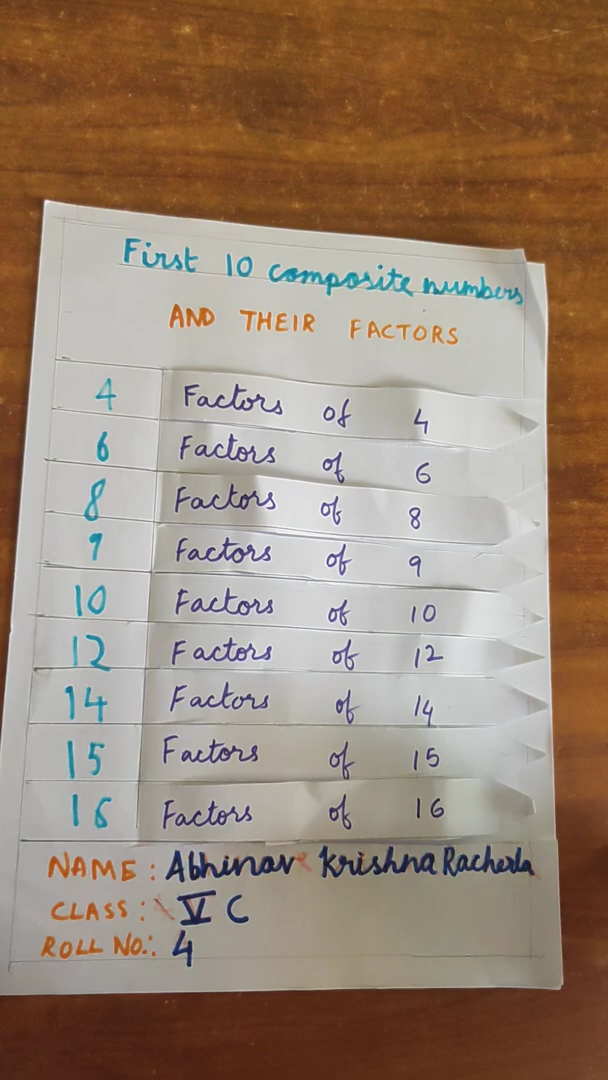 First 10 composite numbers
AND THEIR FACTORS
4 Factors of 4
6 Factors of 6
8 Factors of 8
9 Factors of 9
10 Factors of 10
12 Factors of 12
14 Factors of 14
15 Factors of 15
16 Factors of 16
NAME: Abhinav Krishna Racherla
CLASS: V C
ROLL NO.: 4